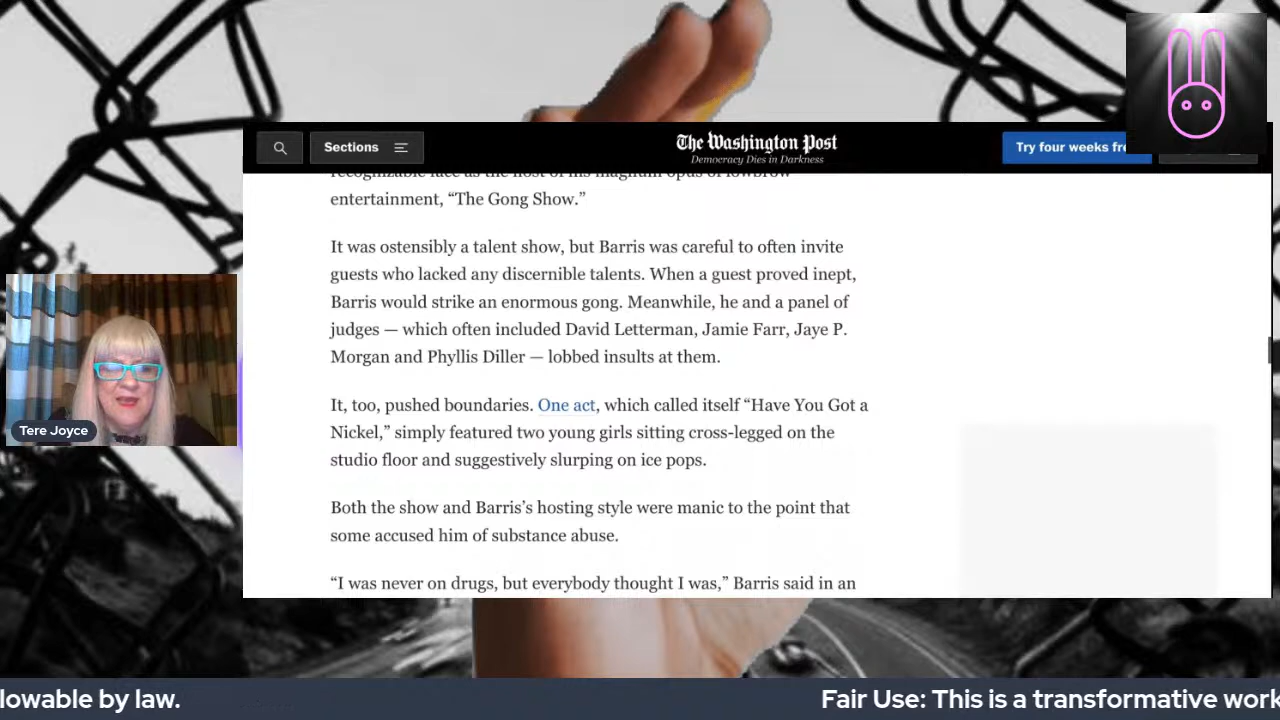 Sections
The Washington Post
Democracy Dies in Darkness
Try four weeks
recognizable face as the host of his magnum opus of lowbrow
entertainment, “The Gong Show.”
It was ostensibly a talent show, but Barris was careful to often invite
guests who lacked any discernible talents. When a guest proved inept,
Barris would strike an enormous gong. Meanwhile, he and a panel of
judges — which often included David Letterman, Jamie Farr, Jaye P.
Morgan and Phyllis Diller — lobbed insults at them.
It, too, pushed boundaries. One act, which called itself “Have You Got a
Nickel,” simply featured two young girls sitting cross-legged on the
studio floor and suggestively slurping on ice pops.
Both the show and Barris’s hosting style were manic to the point that
some accused him of substance abuse.
“I was never on drugs, but everybody thought I was,” Barris said in an
Tere Joyce
lowable by law.
Fair Use: This is a transformative work